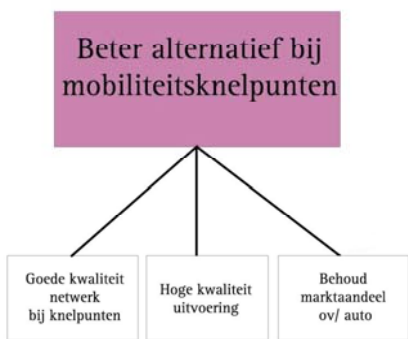 Beter alternatief bij
mobiliteitsknelpunten
Goede kwaliteit
netwerk
bij knelpunten
Hoge kwaliteit
uitvoering
Behoud
marktaandeel
ov/ auto